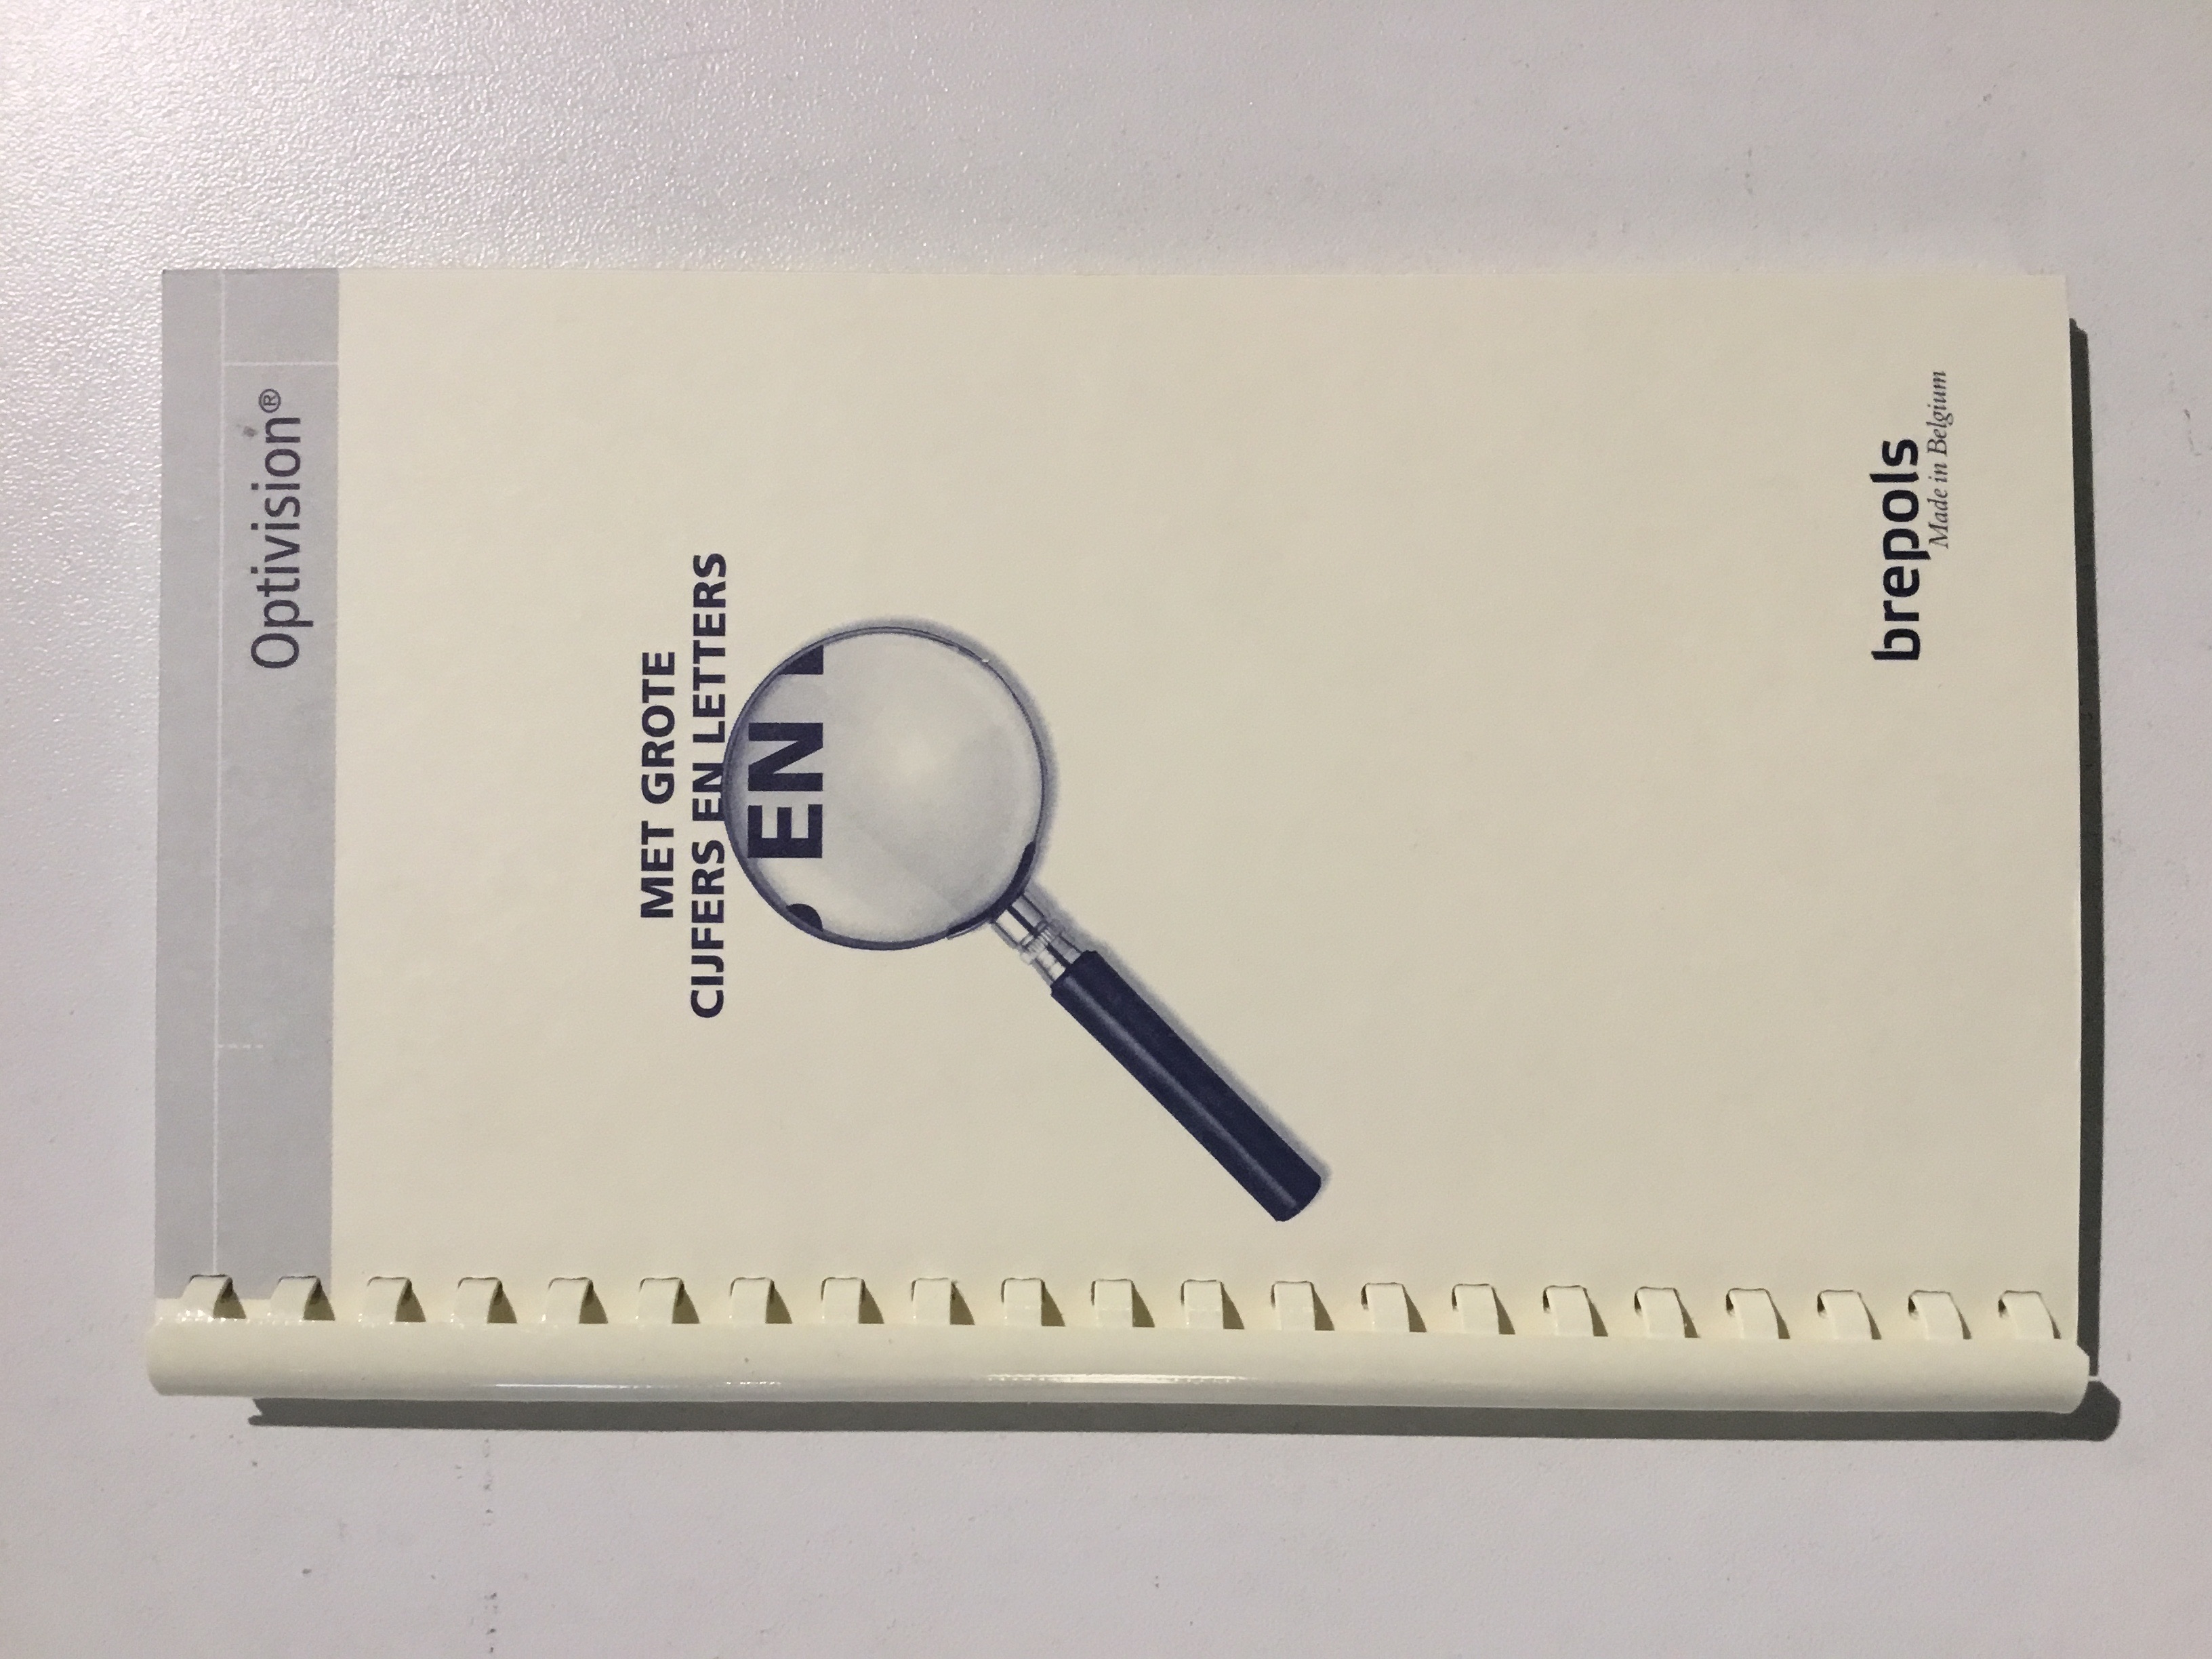 Optivision®
MET GROTE
CIJFERS EN LETTERS
EN
brepols
Made in Belgium